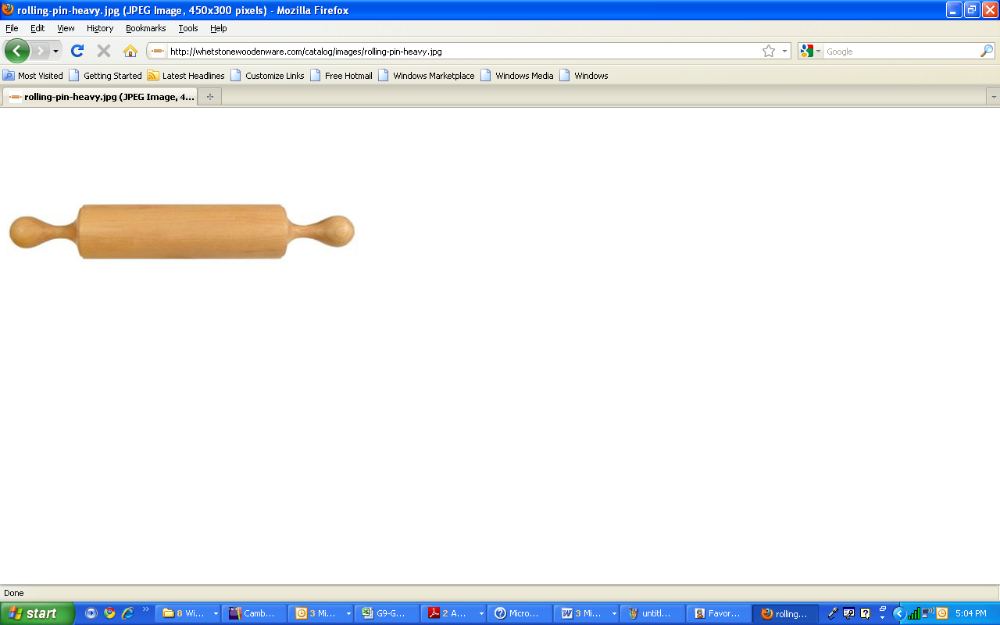 rolling-pin-heavy.jpg (JPEG Image, 450x300 pixels) - Mozilla Firefox
File Edit View History Bookmarks Tools Help
http://whetstonewoodenware.com/catalog/images/rolling-pin-heavy.jpg Google
Most Visited Getting Started Latest Headlines Customize Links Free Hotmail Windows Marketplace Windows Media Windows
rolling-pin-heavy.jpg (JPEG Image, 4...
Done
start 8 Wi... Camb... 3 Mi... G9-G... 2 A... Micro... 3 Mi... untitl... Favor... rolling... 5:04 PM